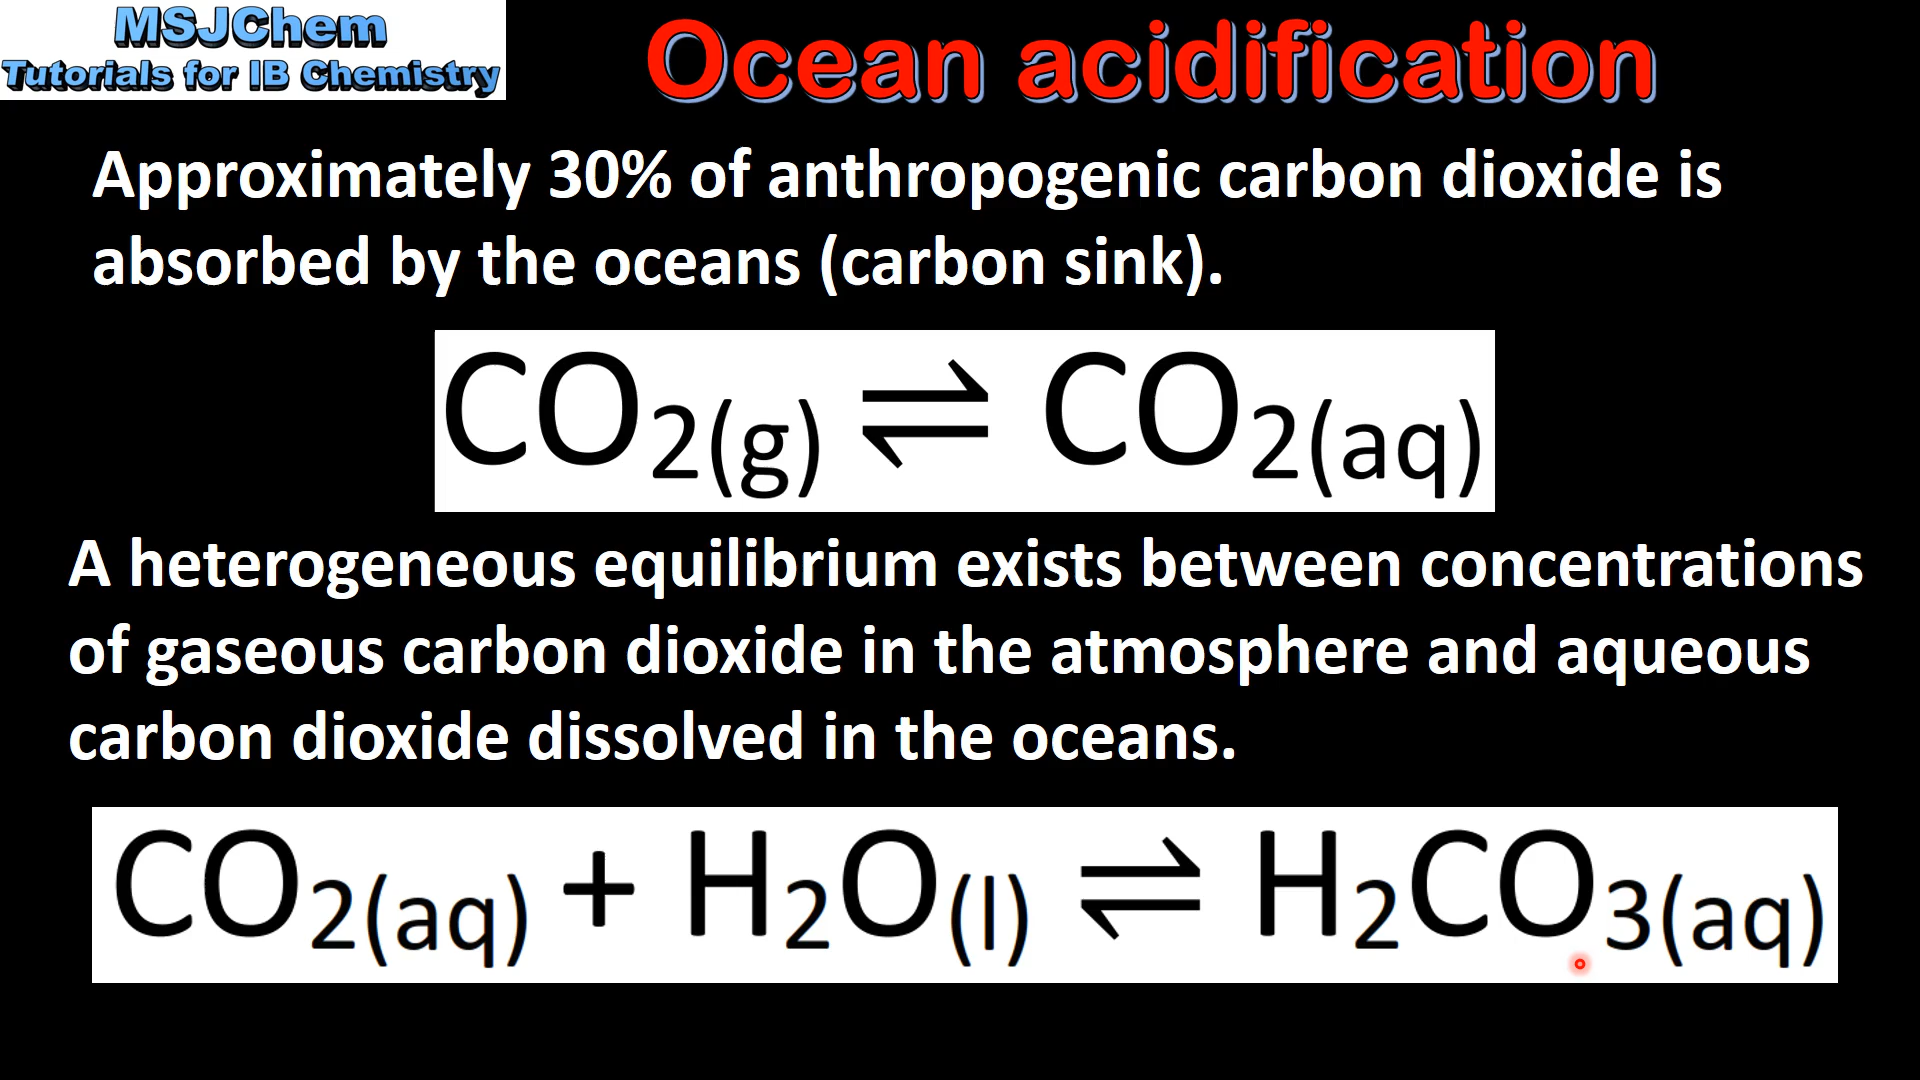 MSJChem
Tutorials for IB Chemistry
Ocean acidification
Approximately 30% of anthropogenic carbon dioxide is
absorbed by the oceans (carbon sink).
CO₂(g) ⇌ CO₂(aq)
A heterogeneous equilibrium exists between concentrations
of gaseous carbon dioxide in the atmosphere and aqueous
carbon dioxide dissolved in the oceans.
CO₂(aq) + H₂O(l) ⇌ H₂CO₃(aq)